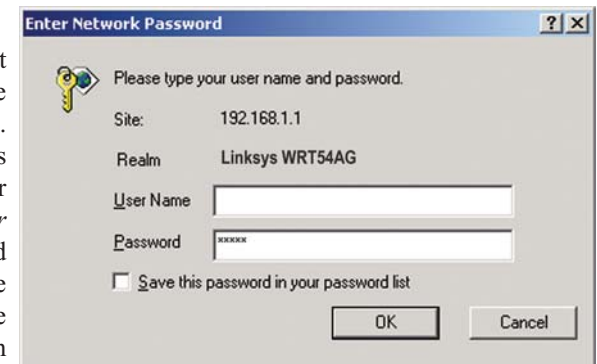 Enter Network Password
Please type your user name and password.
Site: 192.168.1.1
Realm Linksys WRT54AG
User Name
Password xxxxx
Save this password in your password list
OK Cancel